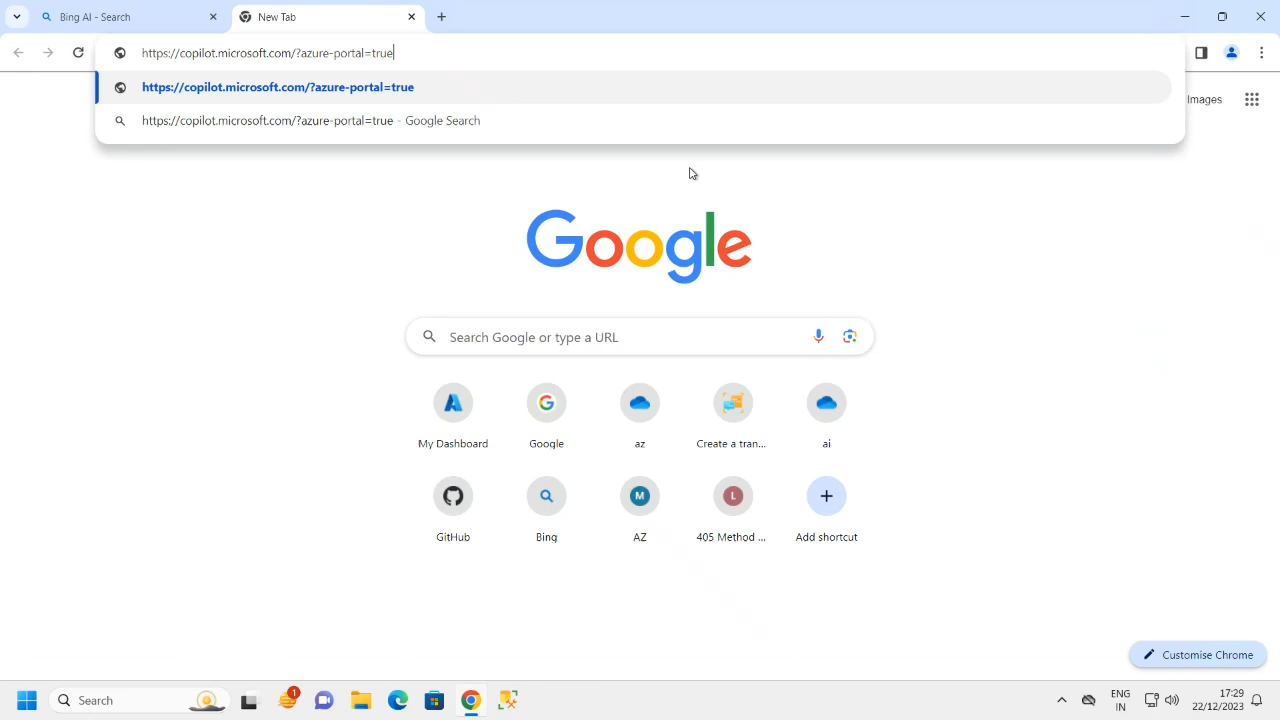 Bing AI - Search
New Tab
https://copilot.microsoft.com/?azure-portal=true
https://copilot.microsoft.com/?azure-portal=true
https://copilot.microsoft.com/?azure-portal=true - Google Search
Images
Google
Search Google or type a URL
My Dashboard
Google
az
Create a tran...
ai
M
L
GitHub
Bing
AZ
405 Method ...
Add shortcut
Customise Chrome
Search
1
ENG
IN
17:29
22/12/2023